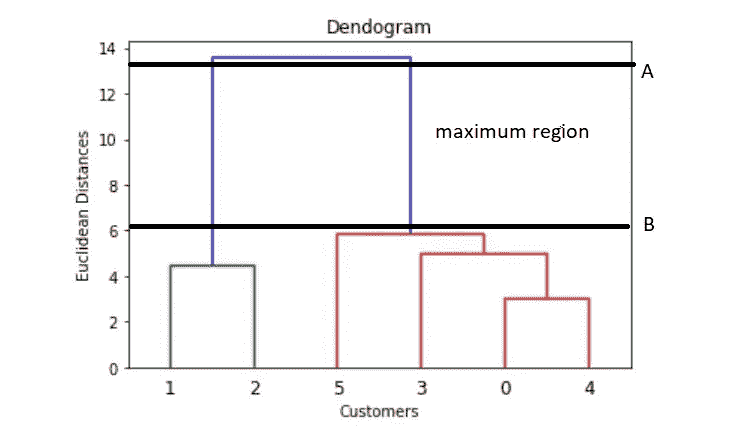 Dendogram
14
A
12
maximum region
10
8
Euclidean Distances
B
6
4
2
0
1 2 5 3 0 4
Customers